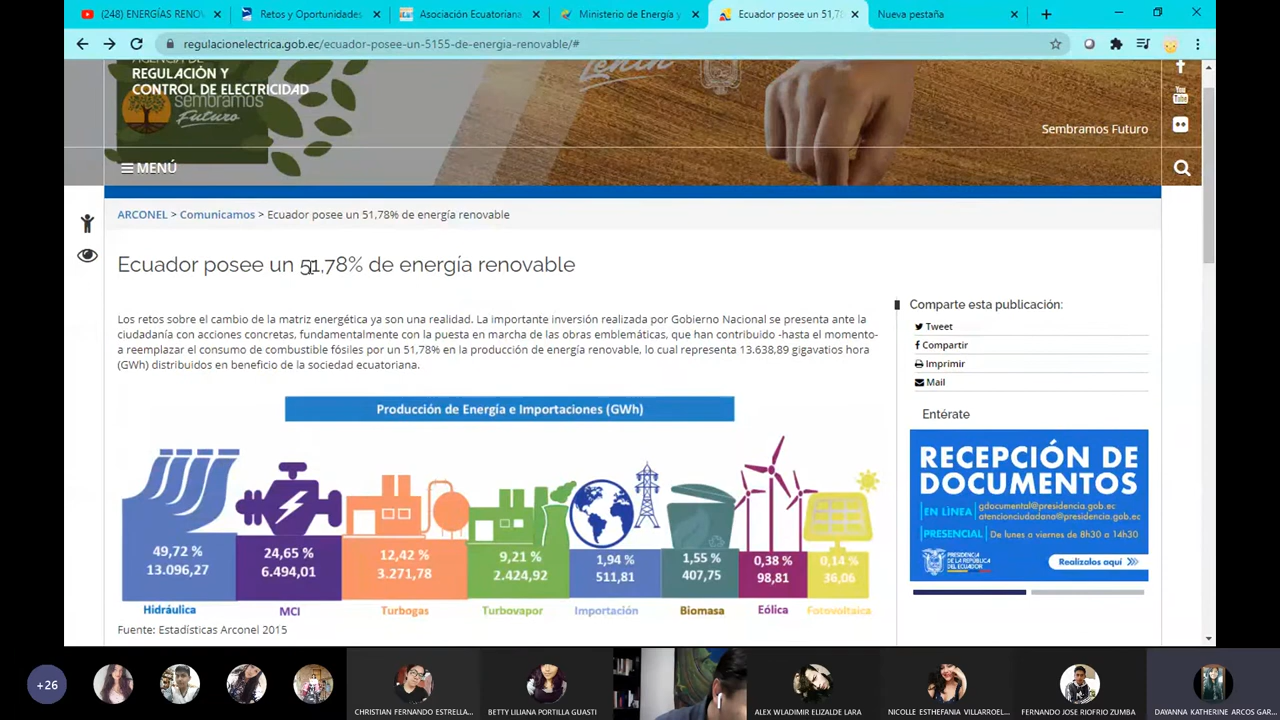 (248) ENERGÍAS RENOV
Retos y Oportunidades
Asociación Ecuatoriana
Ministerio de Energía y
Ecuador posee un 51,78
Nueva pestaña
regulacionelectrica.gob.ec/ecuador-posee-un-5155-de-energia-renovable/#
AGENCIA DE
REGULACIÓN Y
CONTROL DE ELECTRICIDAD
sembramos
Futuro
Lenin
Sembramos Futuro
You
Tube
MENÚ
ARCONEL > Comunicamos > Ecuador posee un 51,78% de energía renovable
Ecuador posee un 51,78% de energía renovable
Los retos sobre el cambio de la matriz energética ya son una realidad. La importante inversión realizada por Gobierno Nacional se presenta ante la
ciudadanía con acciones concretas, fundamentalmente con la puesta en marcha de las obras emblemáticas, que han contribuido -hasta el momento-
a reemplazar el consumo de combustible fósiles por un 51,78% en la producción de energía renovable, lo cual representa 13.638,89 gigavatios hora
(GWh) distribuidos en beneficio de la sociedad ecuatoriana.
Producción de Energía e Importaciones (GWh)
49,72 %
13.096,27
Hidráulica
24,65 %
6.494,01
MCI
12,42 %
3.271,78
Turbogas
9,21 %
2.424,92
Turbovapor
1,94 %
511,81
Importación
1,55 %
407,75
Biomasa
0,38 %
98,81
Eólica
0,14 %
36,06
Fotovoltaica
Fuente: Estadísticas Arconel 2015
Comparte esta publicación:
Tweet
Compartir
Imprimir
Mail
Entérate
RECEPCIÓN DE
DOCUMENTOS
EN LÍNEA
gdocumental@presidencia.gob.ec
atencionciudadana@presidencia.gob.ec
PRESENCIAL
De lunes a viernes de 8h30 a 14h30
PRESIDENCIA
DE LA REPÚBLICA
DEL ECUADOR
Realízalos aquí
+26
CHRISTIAN FERNANDO ESTRELLA...
BETTY LILIANA PORTILLA GUASTI
ALEX WLADIMIR ELIZALDE LARA
NICOLLE ESTHEFANIA VILLARROEL...
FERNANDO JOSE RIOFRIO ZUMBA
DAYANNA KATHERINE ARCOS GAR...